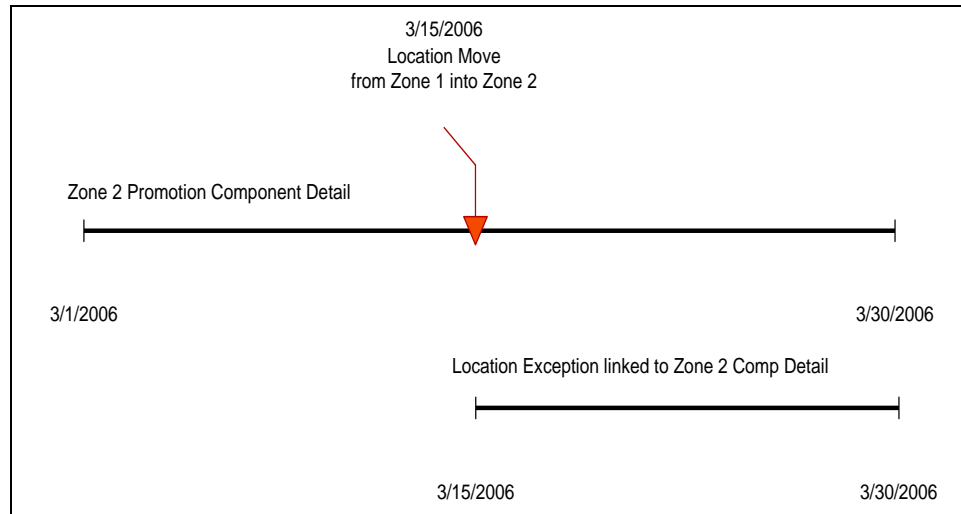 3/15/2006
Location Move
from Zone 1 into Zone 2
Zone 2 Promotion Component Detail
3/1/2006
3/30/2006
Location Exception linked to Zone 2 Comp Detail
3/15/2006
3/30/2006